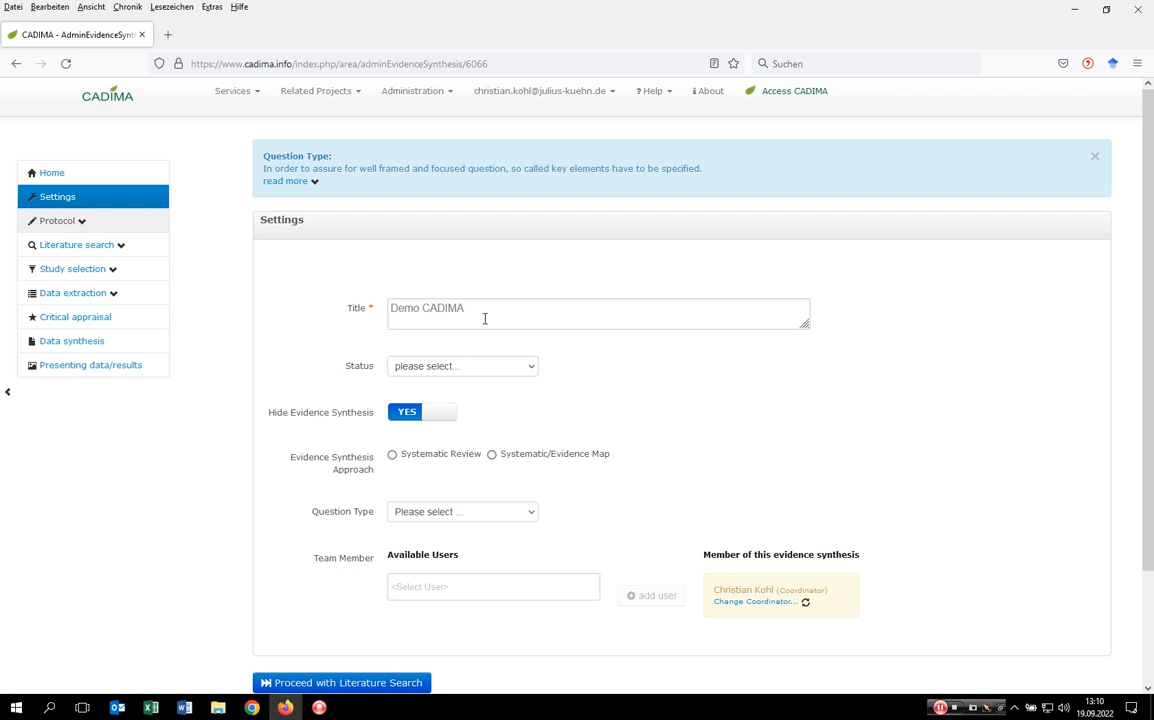 Datei Bearbeiten Ansicht Chronik Lesezeichen Extras Hilfe
CADIMA - AdminEvidenceSynth
https://www.cadima.info/index.php/area/adminEvidenceSynthesis/6066
Suchen
CADIMA
Services Related Projects Administration christian.kohl@julius-kuehn.de ? Help i About Access CADIMA
Home
Settings
Protocol
Literature search
Study selection
Data extraction
Critical appraisal
Data synthesis
Presenting data/results
Question Type:
In order to assure for well framed and focused question, so called key elements have to be specified.
read more
Settings
Title *
Demo CADIMA
Status
please select...
Hide Evidence Synthesis
YES
Evidence Synthesis
Approach
Systematic Review Systematic/Evidence Map
Question Type
Please select ...
Team Member
Available Users
<Select User>
add user
Member of this evidence synthesis
Christian Kohl (Coordinator)
Change Coordinator...
Proceed with Literature Search
13:10
19.09.2022